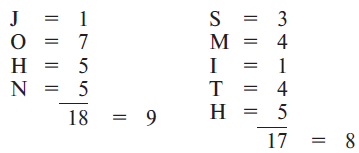 J = 1
O = 7
H = 5
N = 5
18 = 9
S = 3
M = 4
I = 1
T = 4
H = 5
17 = 8